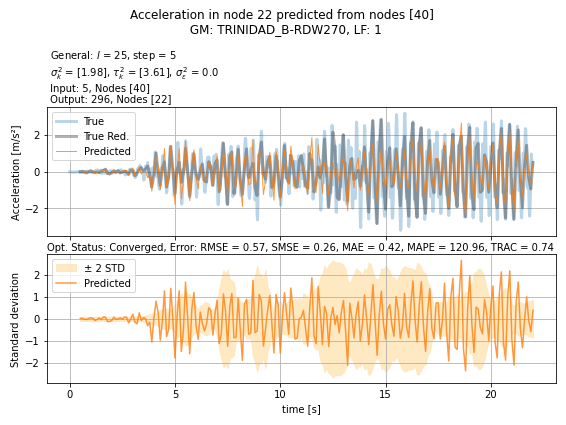 Acceleration in node 22 predicted from nodes [40]
GM: TRINIDAD_B-RDW270, LF: 1
General: l = 25, step = 5
σ²ₖ = [1.98], τ²ₖ = [3.61], σ²ε = 0.0
Input: 5, Nodes [40]
Output: 296, Nodes [22]
True
True Red.
Predicted
Acceleration [m/s²]
2
0
−2
Opt. Status: Converged, Error: RMSE = 0.57, SMSE = 0.26, MAE = 0.42, MAPE = 120.96, TRAC = 0.74
± 2 STD
Predicted
Standard deviation
2
1
0
−1
−2
0 5 10 15 20
time [s]